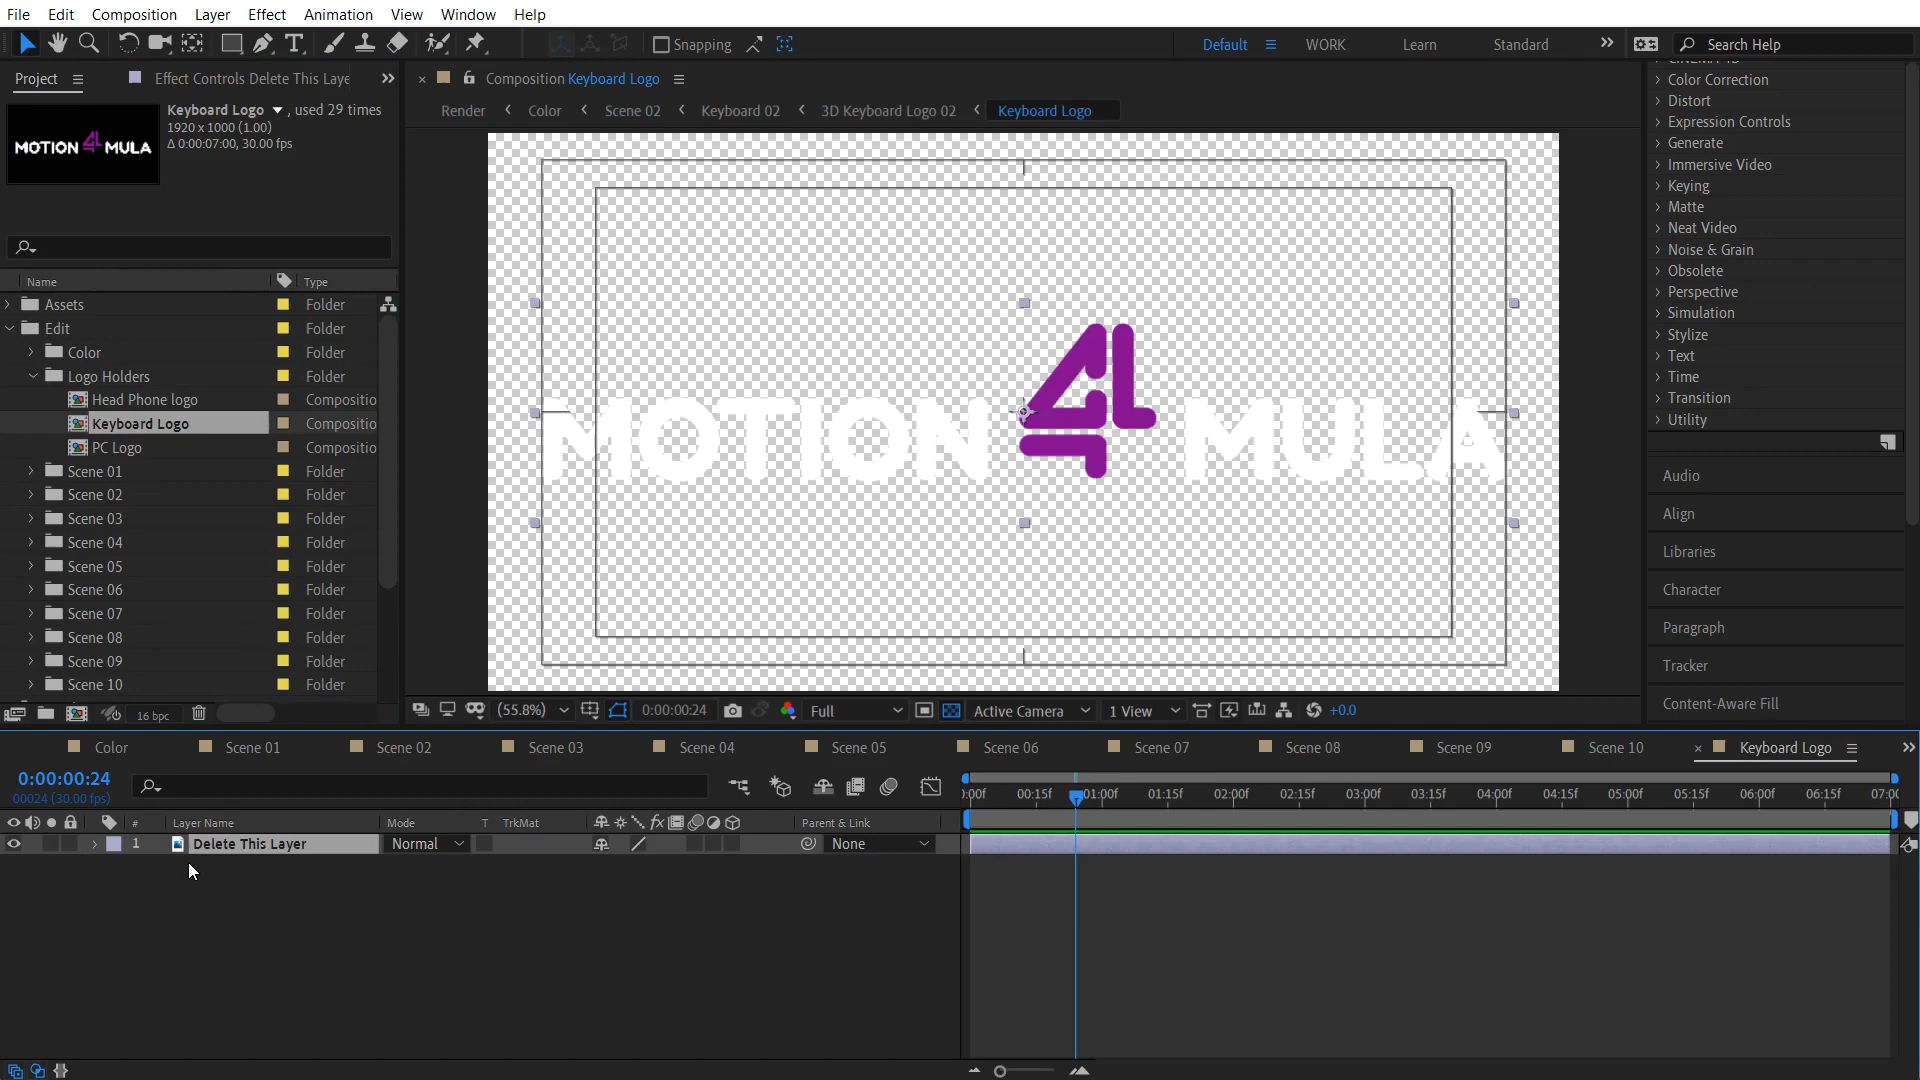 File Edit Composition Layer Effect Animation View Window Help
Snapping Default WORK Learn Standard Search Help
Project Effect Controls Delete This Laye
Composition Keyboard Logo
Keyboard Logo , used 29 times
1920 x 1000 (1.00)
Δ 0:00:07:00, 30.00 fps
MOTION 4 MULA
Render Color Scene 02 Keyboard 02 3D Keyboard Logo 02 Keyboard Logo
Name Type
Assets Folder
Edit Folder
Color Folder
Logo Holders Folder
Head Phone logo Compositio
Keyboard Logo Compositio
PC Logo Compositio
Scene 01 Folder
Scene 02 Folder
Scene 03 Folder
Scene 04 Folder
Scene 05 Folder
Scene 06 Folder
Scene 07 Folder
Scene 08 Folder
Scene 09 Folder
Scene 10 Folder
16 bpc
MOTION 4 MULA
(55.8%) 0:00:00:24 Full Active Camera 1 View +0.0
Color Correction
Distort
Expression Controls
Generate
Immersive Video
Keying
Matte
Neat Video
Noise & Grain
Obsolete
Perspective
Simulation
Stylize
Text
Time
Transition
Utility
Audio
Align
Libraries
Character
Paragraph
Tracker
Content-Aware Fill
Color Scene 01 Scene 02 Scene 03 Scene 04 Scene 05 Scene 06 Scene 07 Scene 08 Scene 09 Scene 10 Keyboard Logo
0:00:00:24
00024 (30.00 fps)
):00f 00:15f 01:00f 01:15f 02:00f 02:15f 03:00f 03:15f 04:00f 04:15f 05:00f 05:15f 06:00f 06:15f 07:0(
# Layer Name Mode T TrkMat fx Parent & Link
1 Delete This Layer Normal None